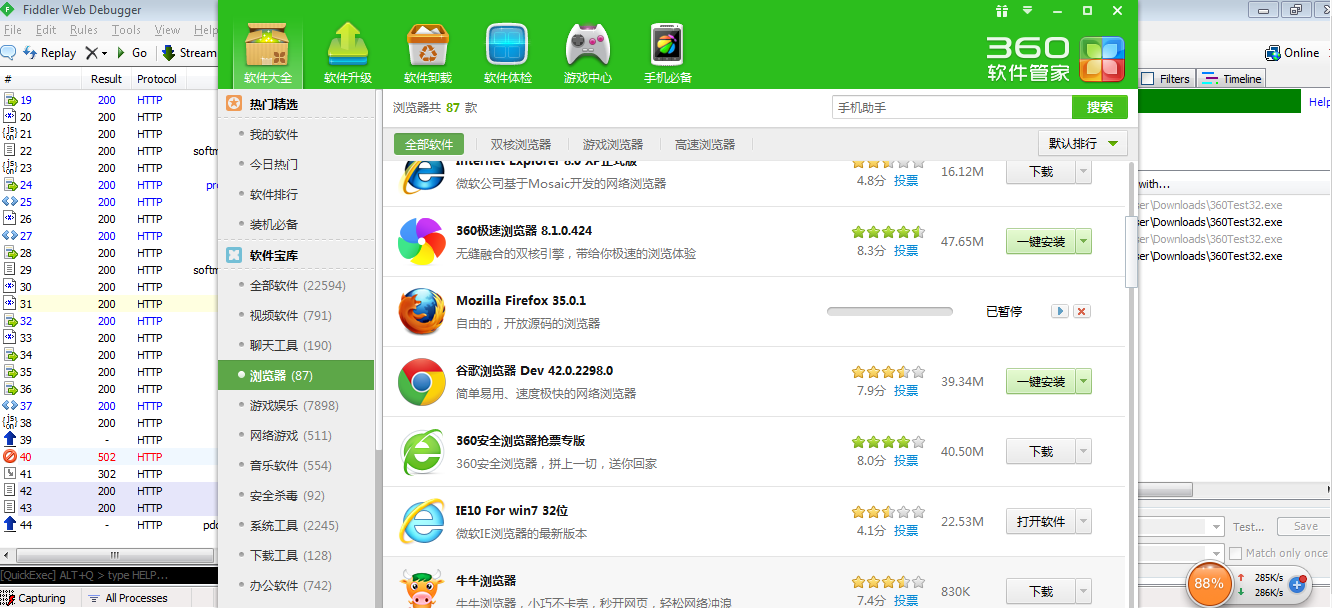 Fiddler Web Debugger
File Edit Rules Tools View Help
Replay Go Stream
# Result Protocol
19 200 HTTP
20 200 HTTP
21 200 HTTP
22 200 HTTP softm
23 200 HTTP
24 200 HTTP pr
25 200 HTTP
26 200 HTTP
27 200 HTTP
28 200 HTTP
29 200 HTTP softm
30 200 HTTP
31 200 HTTP
32 200 HTTP
33 200 HTTP
34 200 HTTP
35 200 HTTP
36 200 HTTP
37 200 HTTP
38 200 HTTP
39 - HTTP
40 502 HTTP
41 302 HTTP
42 200 HTTP
43 200 HTTP
44 - HTTP pdc
[QuickExec] ALT+Q > type HELP...
Capturing All Processes
软件大全 软件升级 软件卸载 软件体检 游戏中心 手机必备
360
软件管家
热门精选
我的软件
今日热门
软件排行
装机必备
软件宝库
全部软件 (22594)
视频软件 (791)
聊天工具 (190)
浏览器 (87)
游戏娱乐 (7898)
网络游戏 (511)
音乐软件 (554)
安全杀毒 (92)
系统工具 (2245)
下载工具 (128)
办公软件 (742)
浏览器共 87 款
手机助手 搜索
全部软件 双核浏览器 游戏浏览器 高速浏览器 默认排行
Internet Explorer 8.0 XP正式版
微软公司基于Mosaic开发的网络浏览器
4.8分 投票 16.12M 下载
360极速浏览器 8.1.0.424
无缝融合的双核引擎，带给你极速的浏览体验
8.3分 投票 47.65M 一键安装
Mozilla Firefox 35.0.1
自由的，开放源码的浏览器
已暂停
谷歌浏览器 Dev 42.0.2298.0
简单易用、速度极快的网络浏览器
7.9分 投票 39.34M 一键安装
360安全浏览器抢票专版
360安全浏览器，拼上一切，送你回家
8.0分 投票 40.50M 下载
IE10 For win7 32位
微软IE浏览器的最新版本
4.1分 投票 22.53M 打开软件
牛牛浏览器
牛牛浏览器，小巧不卡壳，秒开网页，轻松网络冲浪
7.4分 投票 830K 下载
Online
Filters Timeline
Help
with...
ser\Downloads\360Test32.exe
ser\Downloads\360Test32.exe
ser\Downloads\360Test32.exe
ser\Downloads\360Test32.exe
Test... Save
Match only once
88% 285K/s
286K/s